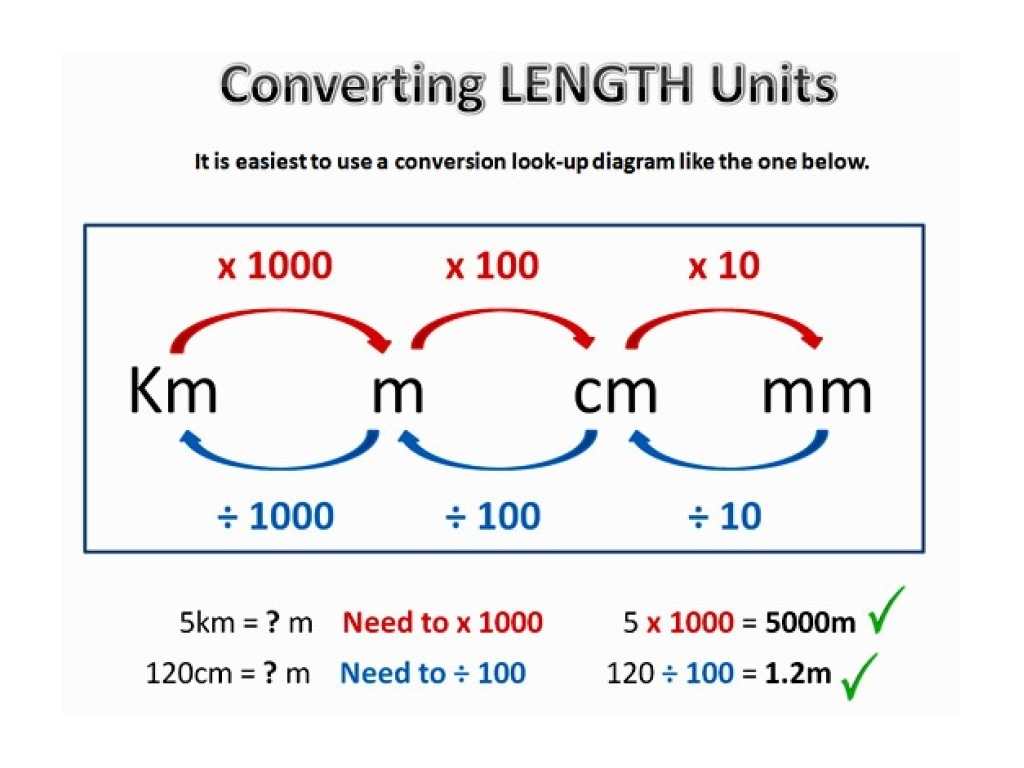 Converting LENGTH Units
It is easiest to use a conversion look-up diagram like the one below.
x 1000 x 100 x 10
Km m cm mm
÷ 1000 ÷ 100 ÷ 10
5km = ? m Need to x 1000 5 x 1000 = 5000m
120cm = ? m Need to ÷ 100 120 ÷ 100 = 1.2m